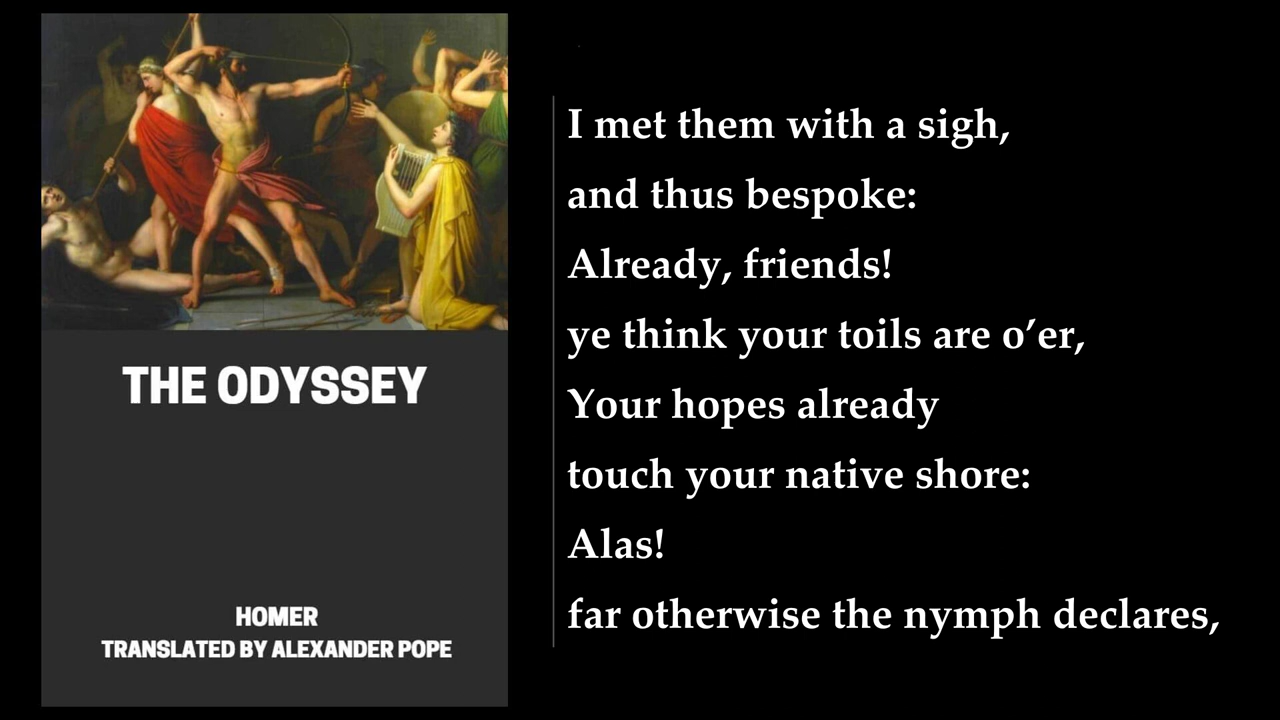 THE ODYSSEY
HOMER
TRANSLATED BY ALEXANDER POPE
I met them with a sigh,
and thus bespoke:
Already, friends!
ye think your toils are o’er,
Your hopes already
touch your native shore:
Alas!
far otherwise the nymph declares,